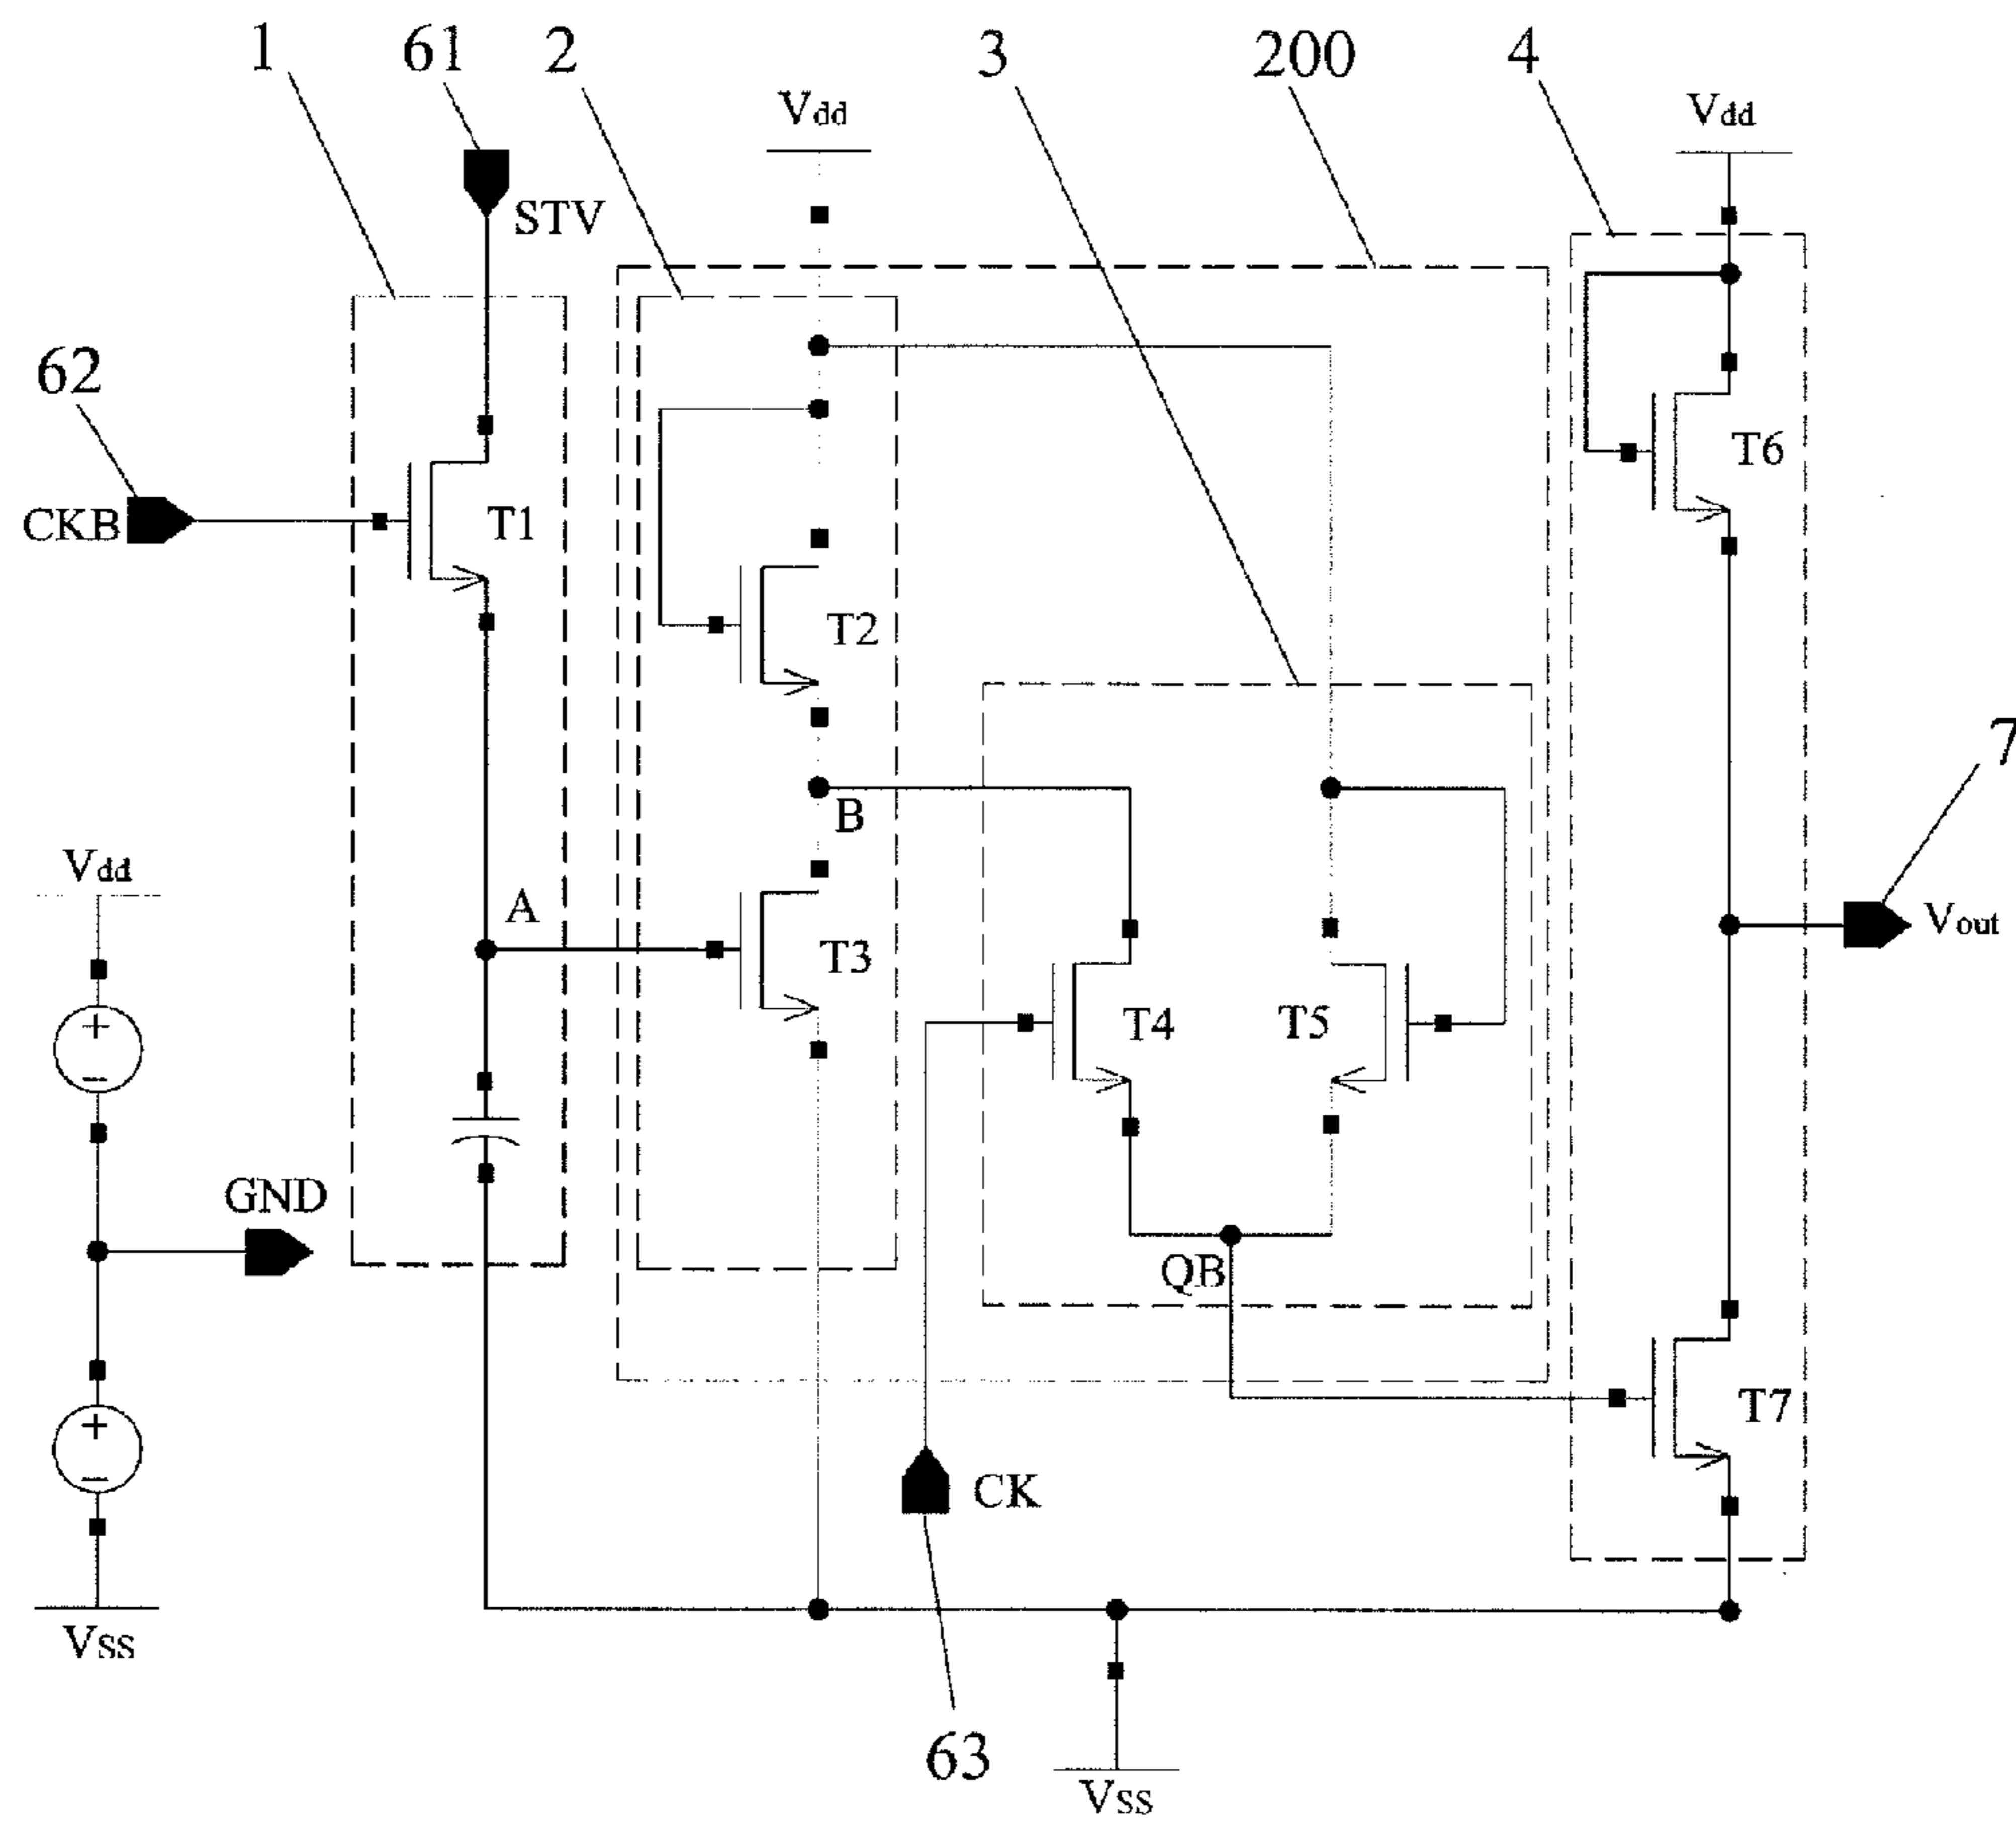 1
61
2
3
200
4
Vdd
Vdd
STV
62
CKB
T1
T2
T6
7
B
Vdd
A
T3
Vout
+
T4
T5
−
GND
QB
T7
+
−
CK
VSS
63
VSS